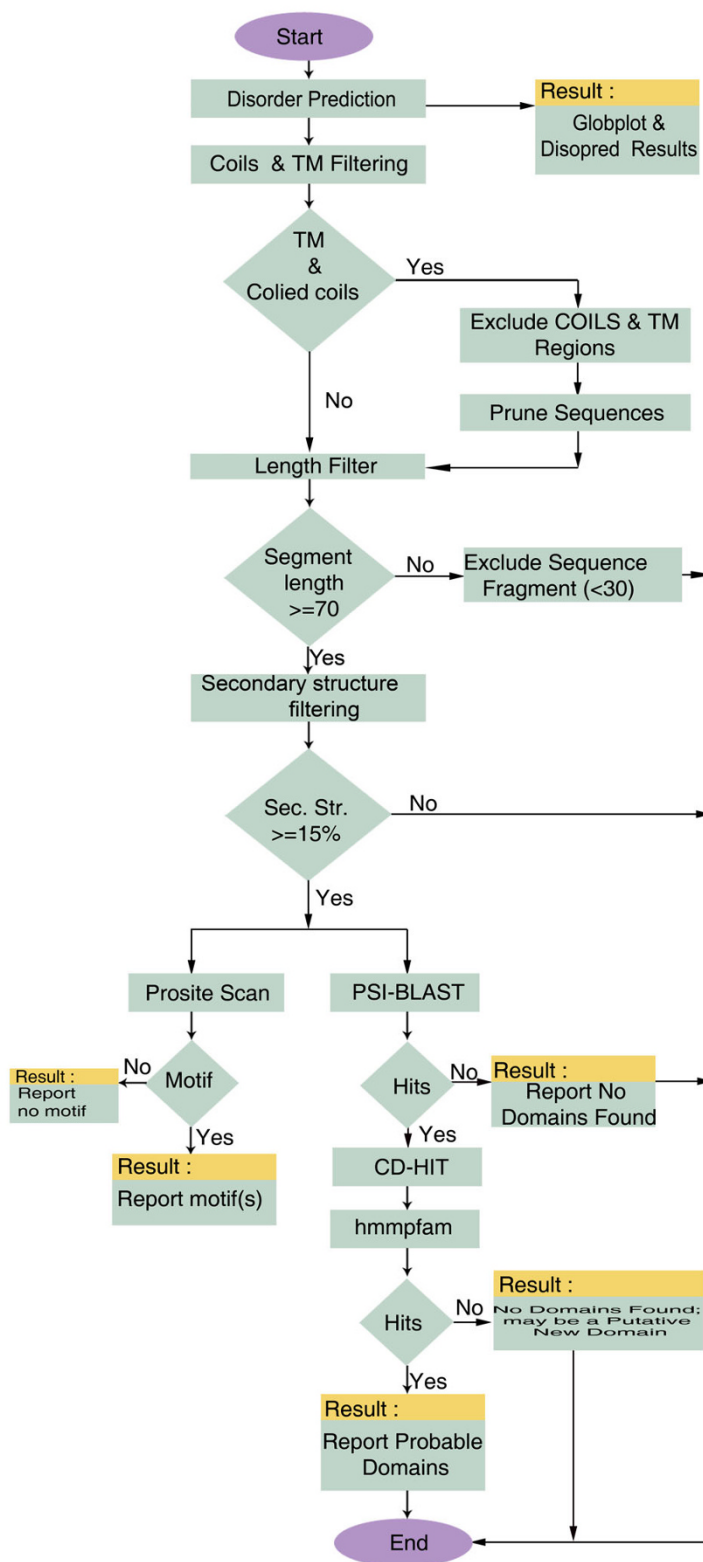 Start
Disorder Prediction
Result :
Globplot &
Disopred Results
Coils & TM Filtering
TM
&
Colied coils
Yes
Exclude COILS & TM
Regions
No
Prune Sequences
Length Filter
Segment
length
>=70
No
Exclude Sequence
Fragment (<30)
Yes
Secondary structure
filtering
Sec. Str.
>=15%
No
Yes
Prosite Scan
PSI-BLAST
No
Motif
Result :
Report
no motif
Hits
No
Result :
Report No
Domains Found
Yes
Yes
Result :
Report motif(s)
CD-HIT
hmmpfam
Hits
No
Result :
No Domains Found;
may be a Putative
New Domain
Yes
Result :
Report Probable
Domains
End